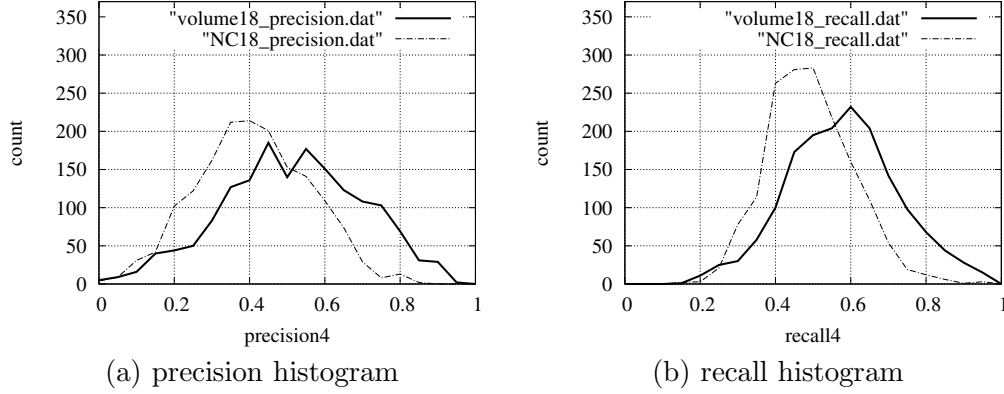 350
300
250
200
150
100
50
0
count
"volume18_precision.dat"
"NC18_precision.dat"
0 0.2 0.4 0.6 0.8 1
precision4
(a) precision histogram
350
300
250
200
150
100
50
0
count
"volume18_recall.dat"
"NC18_recall.dat"
0 0.2 0.4 0.6 0.8 1
recall4
(b) recall histogram